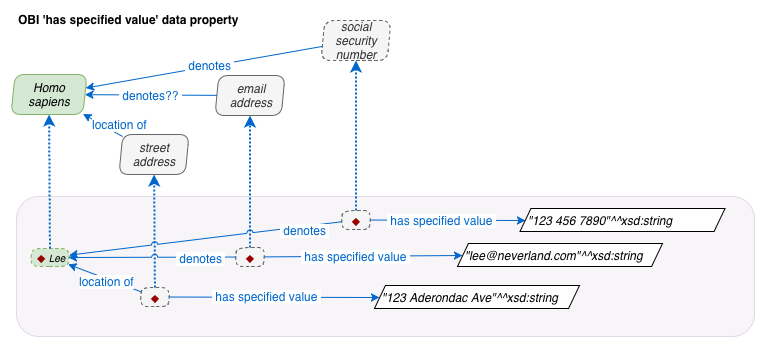 OBI 'has specified value' data property
social
security
number
denotes
Homo
sapiens
denotes??
email
address
location of
street
address
has specified value
"123 456 7890"^^xsd:string
denotes
Lee
denotes
has specified value
"lee@neverland.com"^^xsd:string
location of
has specified value
"123 Aderondac Ave"^^xsd:string